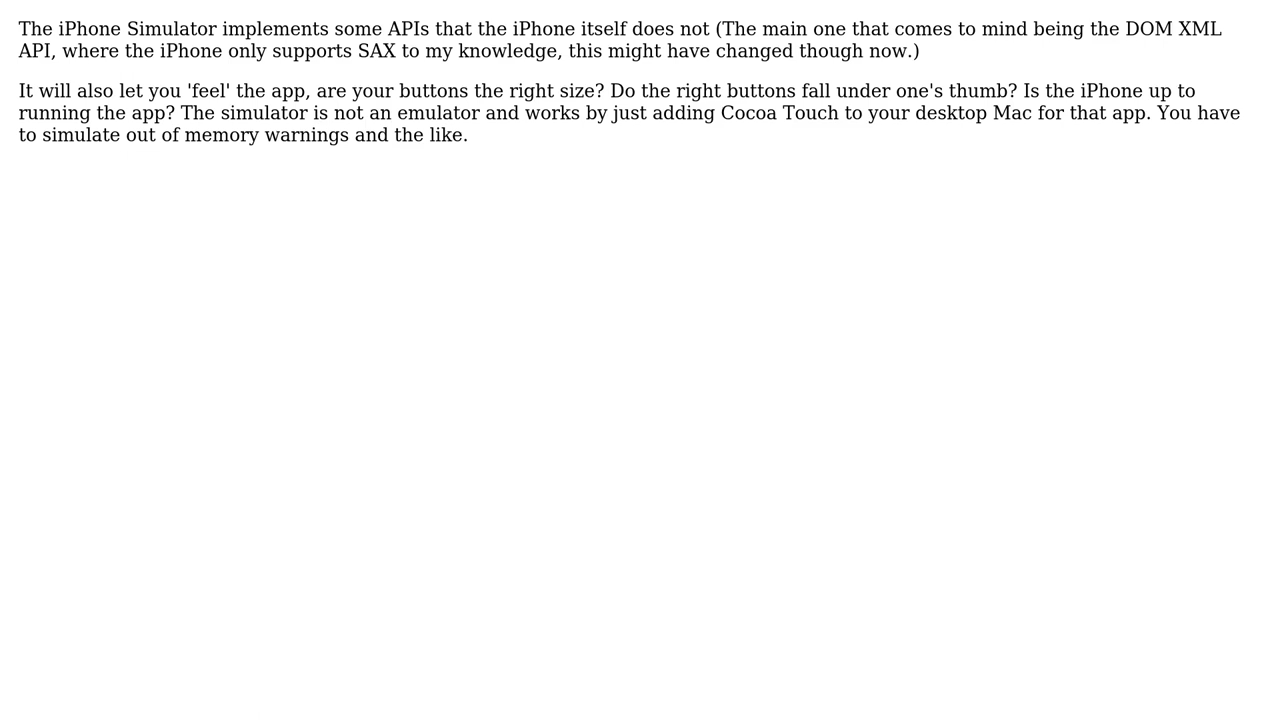 The iPhone Simulator implements some APIs that the iPhone itself does not (The main one that comes to mind being the DOM XML
API, where the iPhone only supports SAX to my knowledge, this might have changed though now.)
It will also let you 'feel' the app, are your buttons the right size? Do the right buttons fall under one's thumb? Is the iPhone up to
running the app? The simulator is not an emulator and works by just adding Cocoa Touch to your desktop Mac for that app. You have
to simulate out of memory warnings and the like.